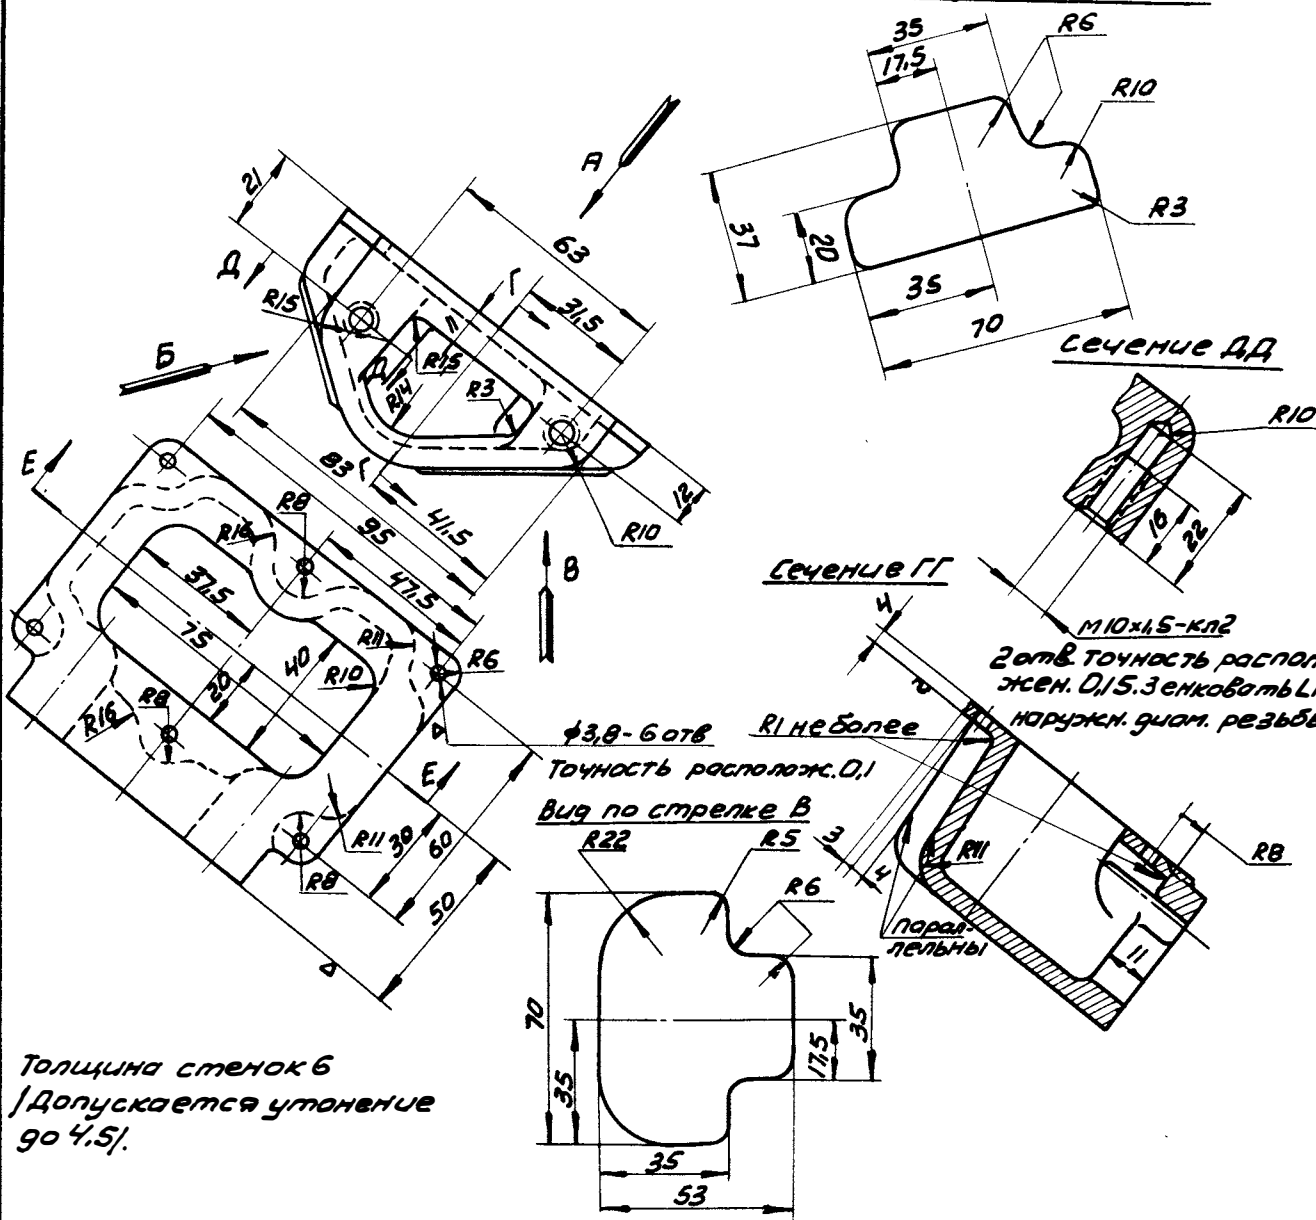 35
17,5
R6
R10
R3
37
20
35
70
А
21
Д
63
Г
31,5
R15
R15
Д
R14
R3
Б
83
Г
41,5
95
47,5
12
R10
В
Е
R8
R16
37,5
75
R11
R6
R10
40
20
R8
R16
Е
R11
R8
30
60
50
сечение ДД
R10
16
22
М10х1,5-кл2
2 отв. точность располо-
жен. 0,15. Зенковать
наружн. диам. резьбы
Сечение ГГ
4
R1 не более
3
4
R11
R8
парал-
лельны
11
ф3,8-6 отв
Точность располож. 0,1
Вид по стрелке В
R22
R5
R6
70
35
17,5
35
35
53
Толщина стенок 6
/Допускается утонение
до 4,5/.